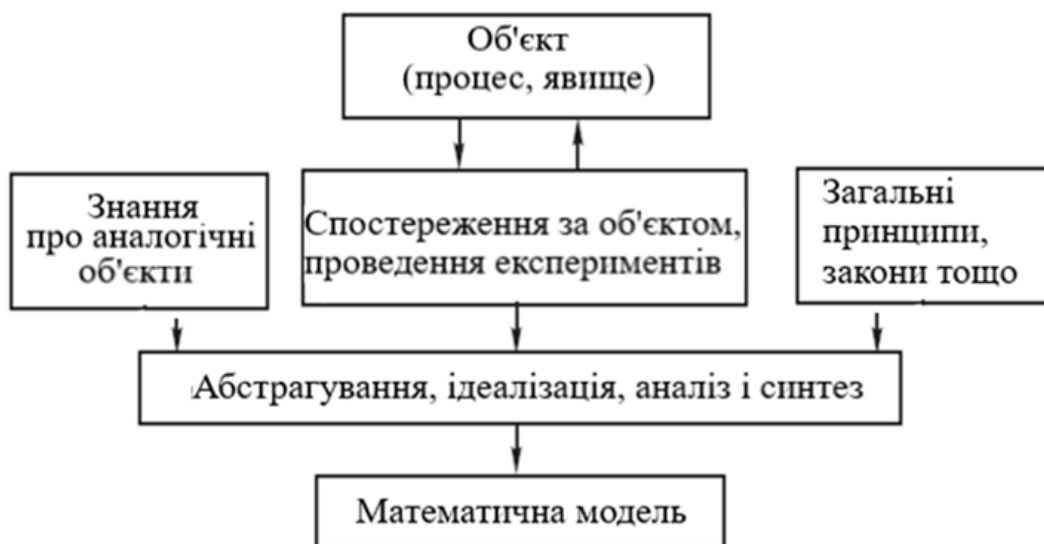 Об'єкт
(процес, явище)
Знання
про аналогічні
об'єкти
Спостереження за об'єктом,
проведення експериментів
Загальні
принципи,
закони тощо
Абстрагування, ідеалізація, аналіз і синтез
Математична модель